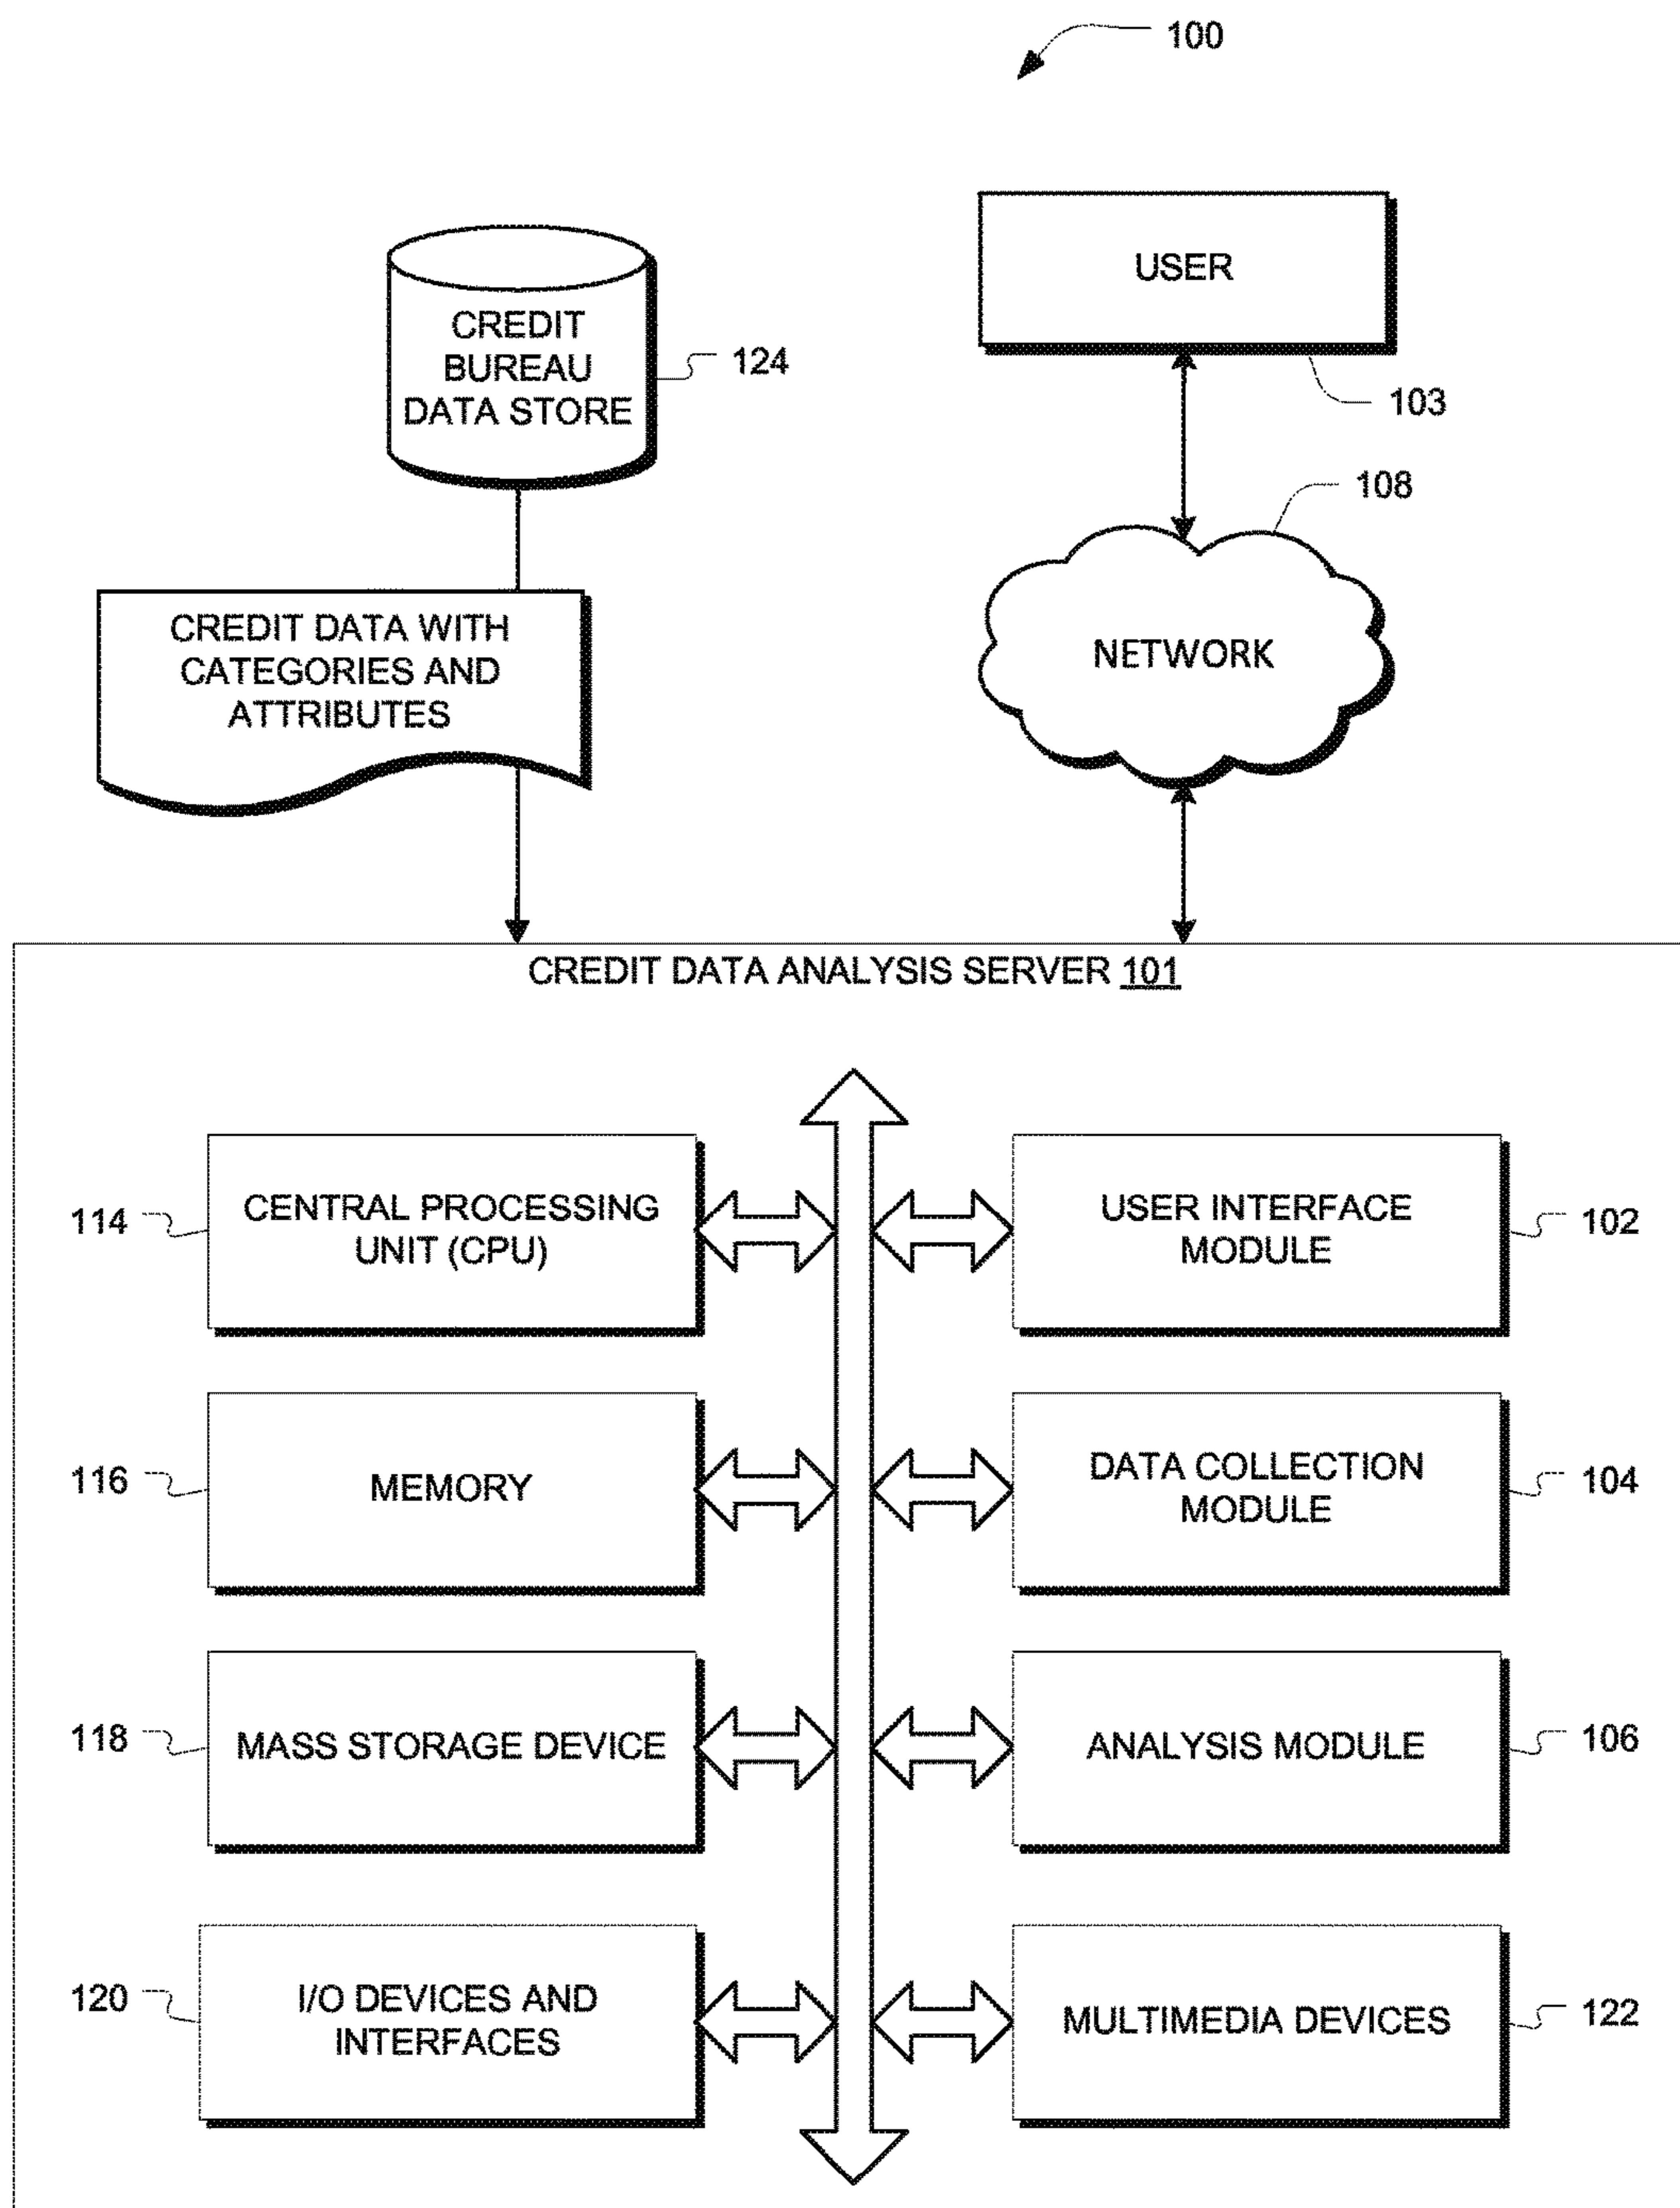 100
USER
103
CREDIT
BUREAU
DATA STORE
124
108
NETWORK
CREDIT DATA WITH
CATEGORIES AND
ATTRIBUTES
CREDIT DATA ANALYSIS SERVER 101
114
CENTRAL PROCESSING
UNIT (CPU)
USER INTERFACE
MODULE
102
116
MEMORY
DATA COLLECTION
MODULE
104
118
MASS STORAGE DEVICE
ANALYSIS MODULE
106
120
I/O DEVICES AND
INTERFACES
MULTIMEDIA DEVICES
122